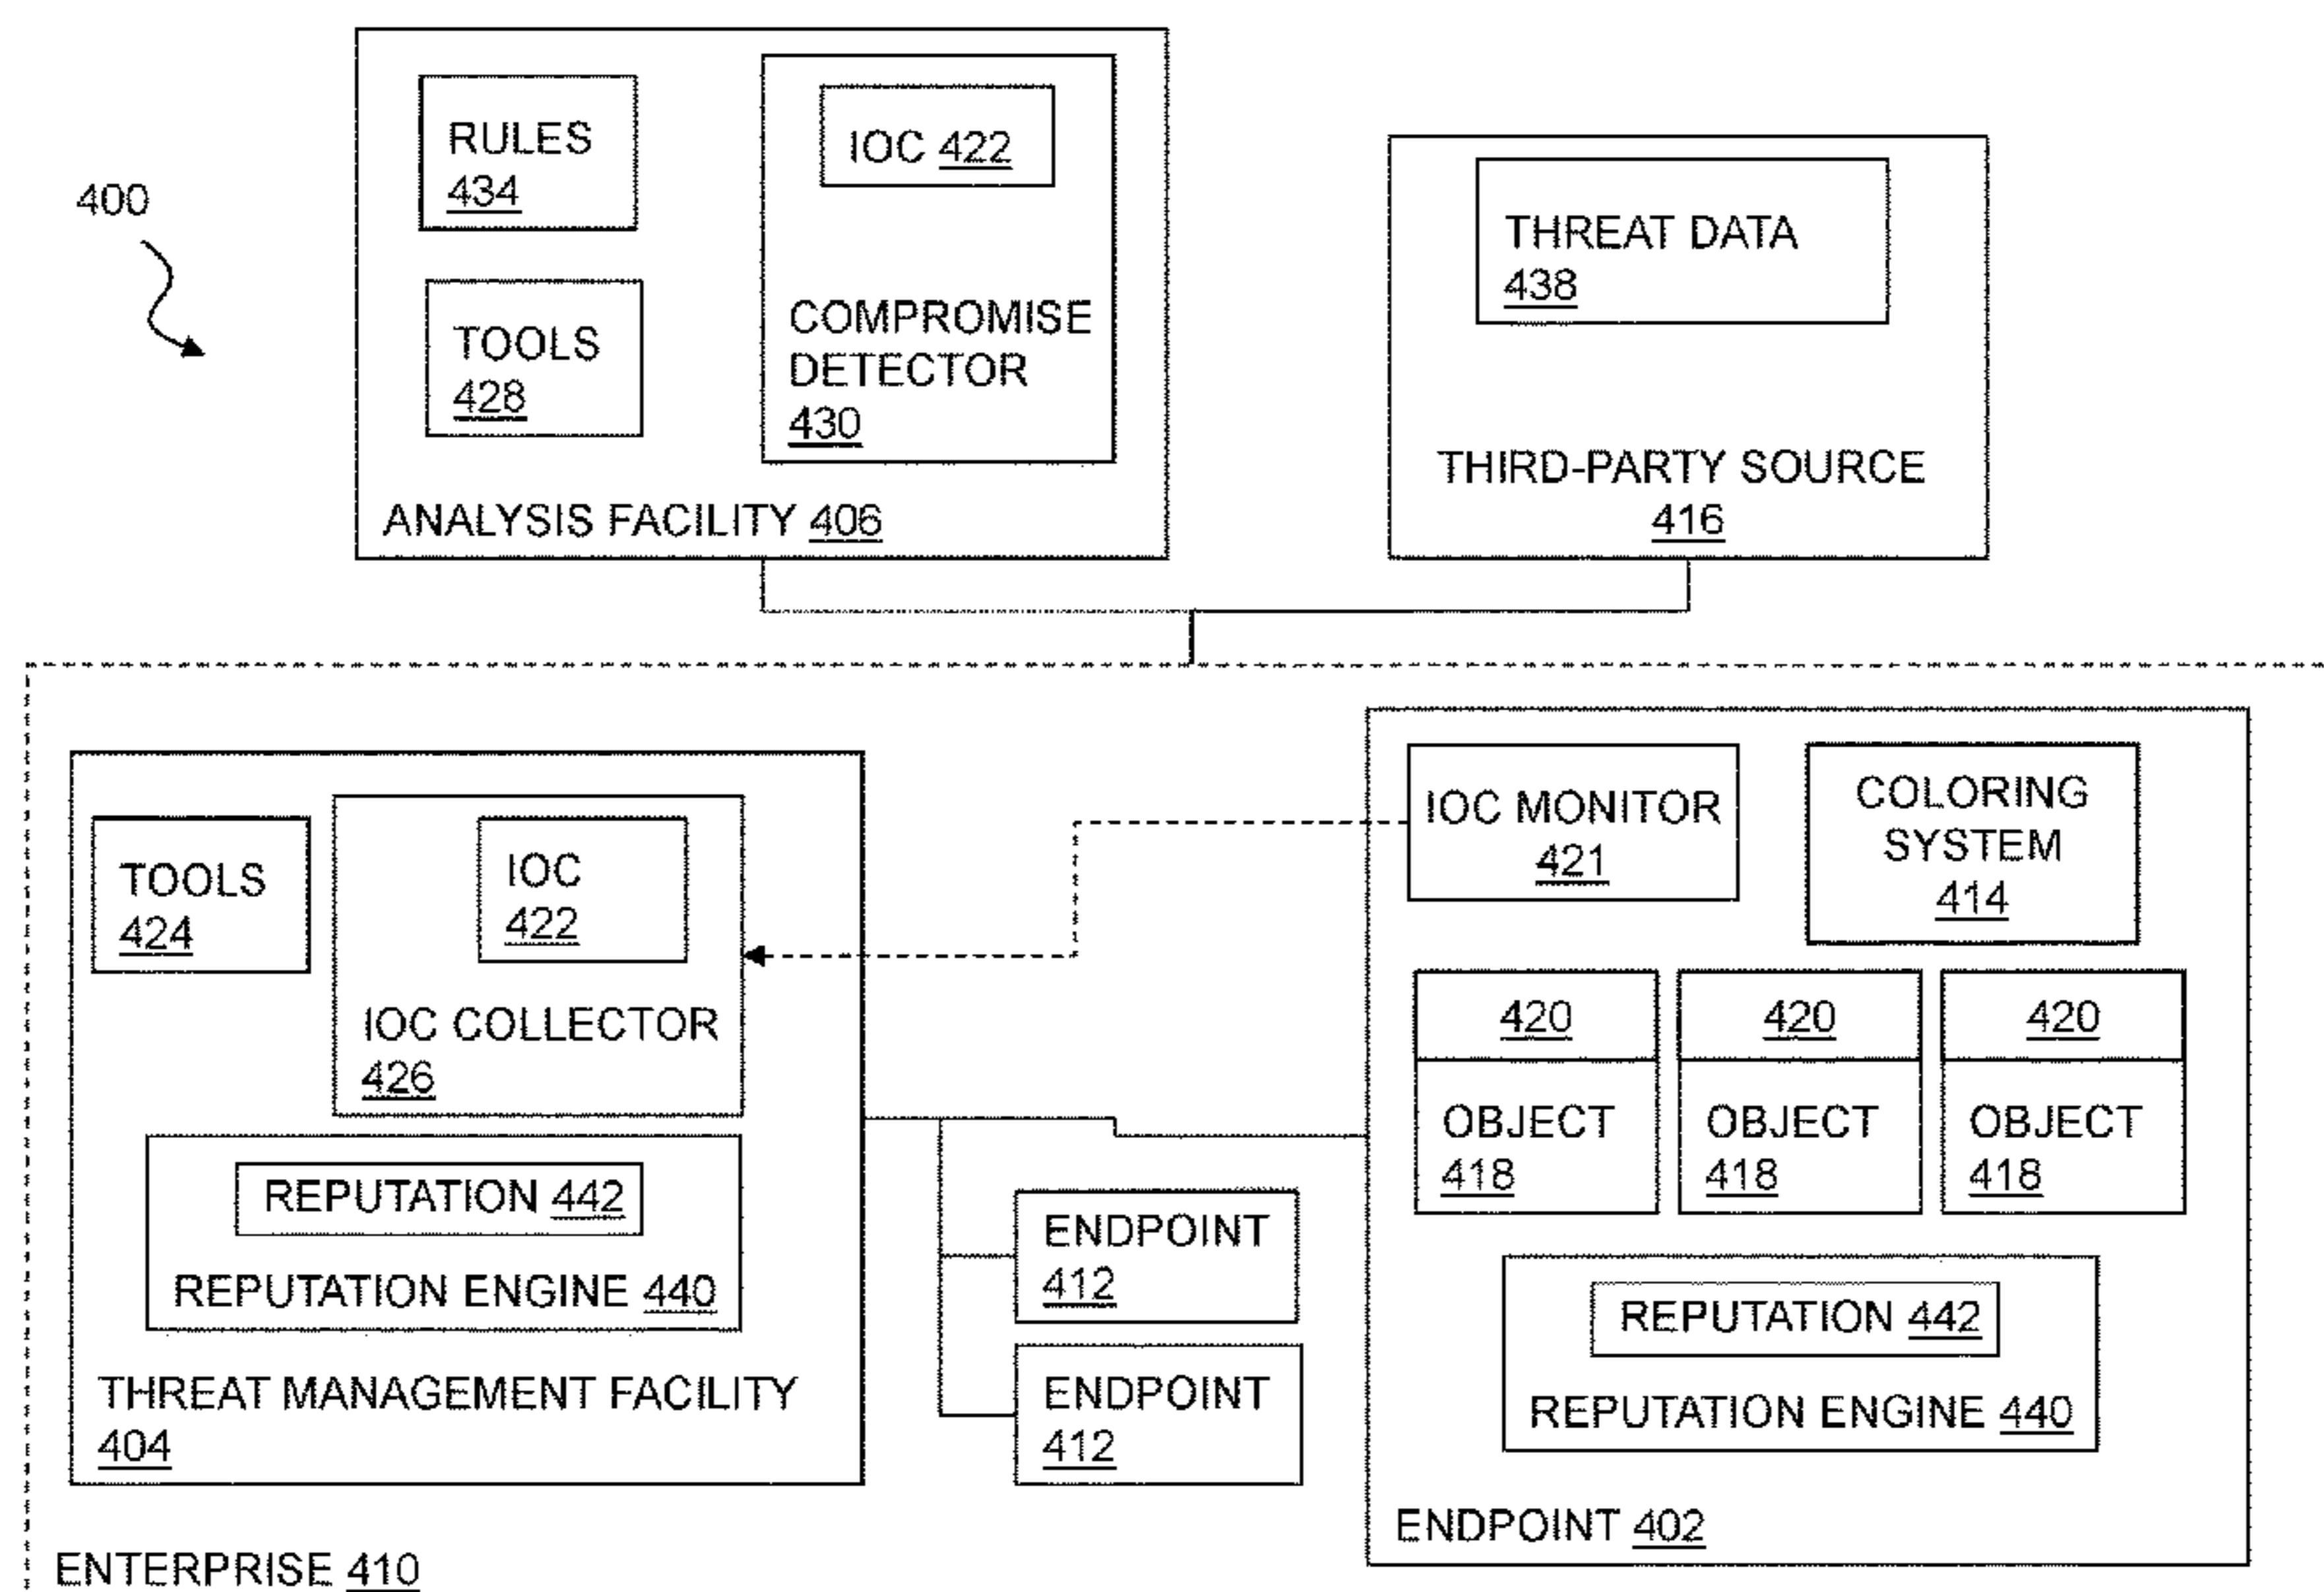 400
RULES
434
TOOLS
428
IOC 422
COMPROMISE
DETECTOR
430
ANALYSIS FACILITY 406
THREAT DATA
438
THIRD-PARTY SOURCE
416
TOOLS
424
IOC
422
IOC COLLECTOR
426
REPUTATION 442
REPUTATION ENGINE 440
THREAT MANAGEMENT FACILITY
404
ENDPOINT
412
ENDPOINT
412
IOC MONITOR
421
COLORING
SYSTEM
414
420
OBJECT
418
420
OBJECT
418
420
OBJECT
418
REPUTATION 442
REPUTATION ENGINE 440
ENDPOINT 402
ENTERPRISE 410